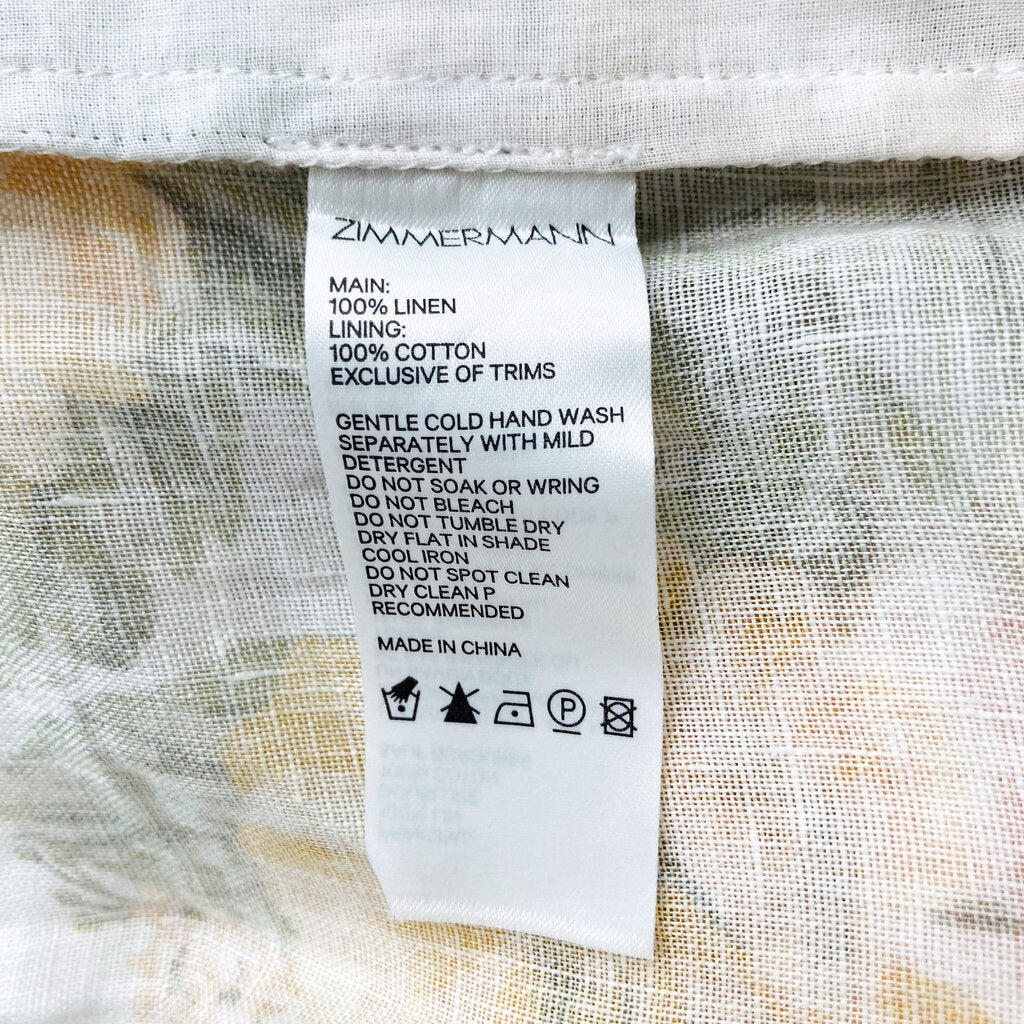 ZIMMERMANN
MAIN:
100% LINEN
LINING:
100% COTTON
EXCLUSIVE OF TRIMS
GENTLE COLD HAND WASH
SEPARATELY WITH MILD
DETERGENT
DO NOT SOAK OR WRING
DO NOT BLEACH
DO NOT TUMBLE DRY
DRY FLAT IN SHADE
COOL IRON
DO NOT SPOT CLEAN
DRY CLEAN P
RECOMMENDED
MADE IN CHINA
P